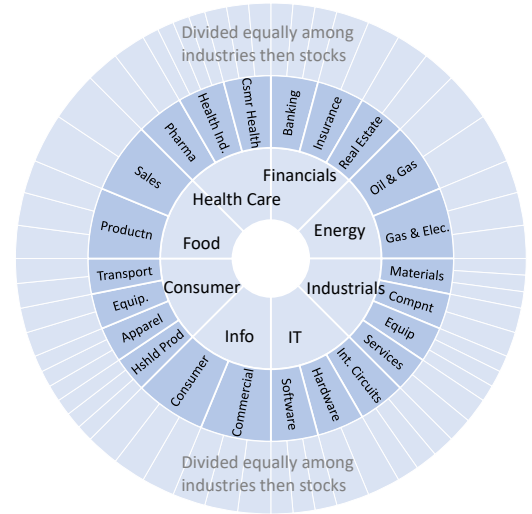 Divided equally among
industries then stocks
Banking
Insurance
Real Estate
Oil & Gas
Gas & Elec.
Materials
Compnt
Equip
Services
Int. Circuits
Hardware
Software
Commercial
Consumer
Hshld Prod
Apparel
Equip.
Transport
Productn
Sales
Pharma
Health Ind.
Csmr Health
Financials
Energy
Industrials
IT
Info
Consumer
Food
Health Care
Divided equally among
industries then stocks